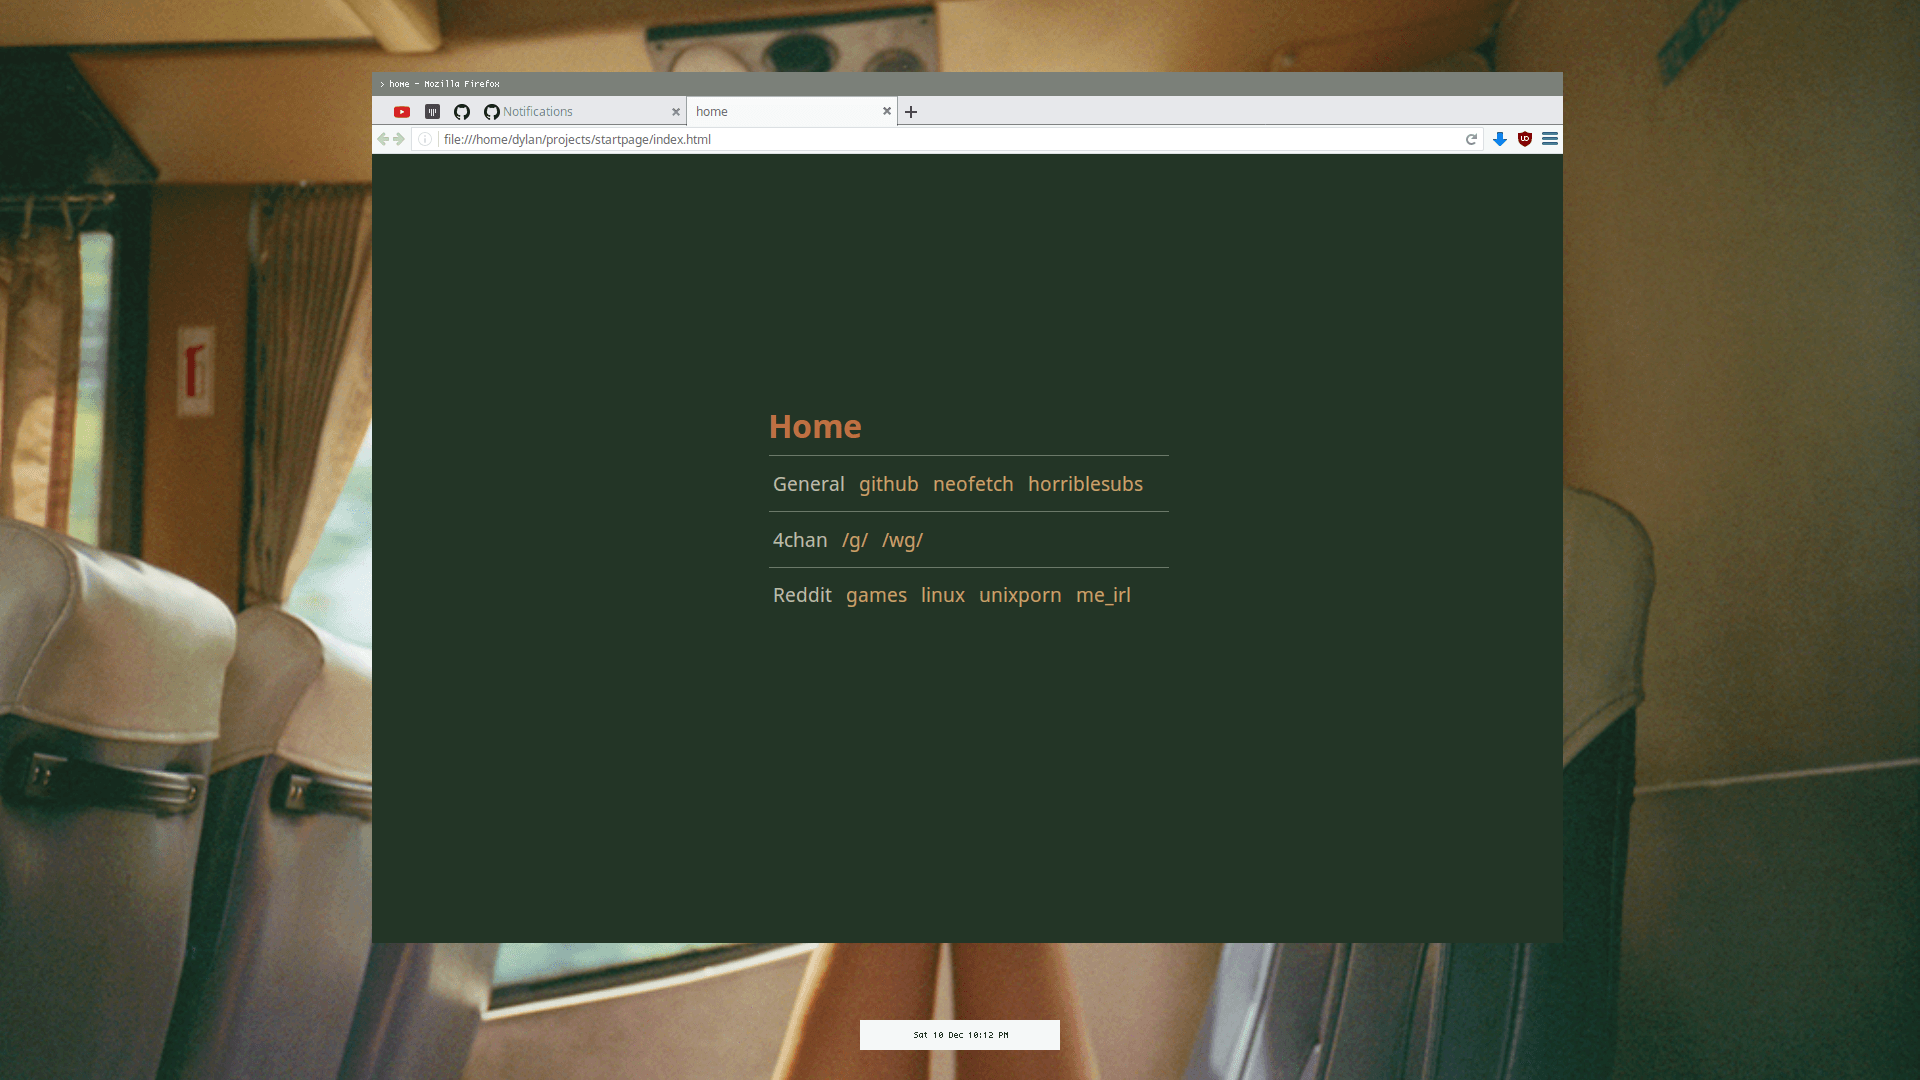 > home - Mozilla Firefox
Notifications
home
file:///home/dylan/projects/startpage/index.html
Home
General github neofetch horriblesubs
4chan /g/ /wg/
Reddit games linux unixporn me_irl
Sat 10 Dec 10:12 PM